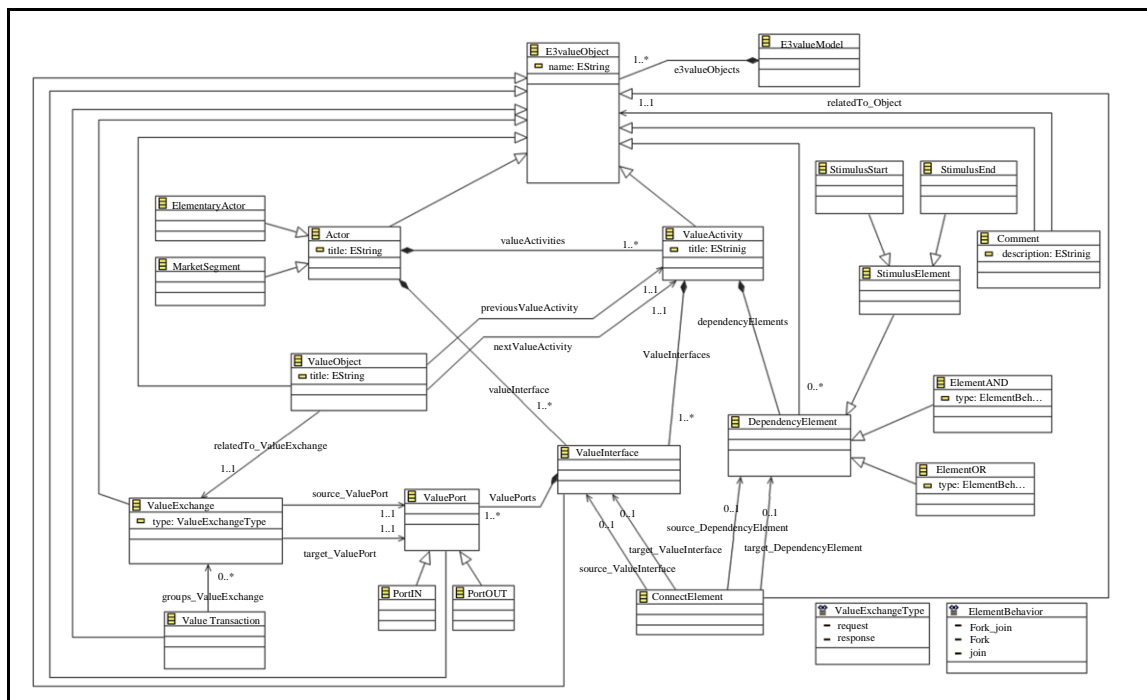 E3valueObject
name: EString
E3valueModel
1..*
e3valueObjects
1..1
relatedTo_Object
StimulusStart
StimulusEnd
ElementaryActor
Actor
title: EString
valueActivities
1..*
ValueActivity
title: EStrinig
Comment
description: EStrinig
MarketSegment
StimulusElement
previousValueActivity
1..1
1..1
dependencyElements
nextValueActivity
ValueInterfaces
ValueObject
title: EString
valueInterface
1..*
0..*
ElementAND
type: ElementBeh...
1..*
DependencyElement
relatedTo_ValueExchange
1..1
ValueInterface
ElementOR
type: ElementBeh...
ValueExchange
type: ValueExchangeType
source_ValuePort
1..1
ValuePort
ValuePorts
1..*
1..1
target_ValuePort
0..1
0..1
0..1
0..1
source_DependencyElement
target_ValueInterface
target_DependencyElement
source_ValueInterface
0..*
groups_ValueExchange
PortIN
PortOUT
ConnectElement
Value Transaction
ValueExchangeType
request
response
ElementBehavior
Fork_join
Fork
join